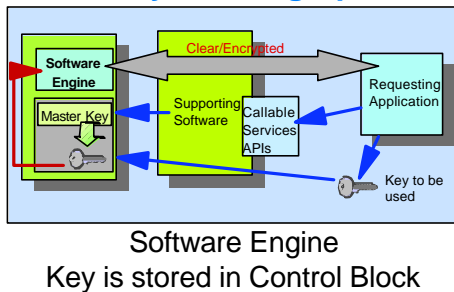 Clear/Encrypted
Software
Engine
Master Key
Supporting
Software
Callable
Services
APIs
Requesting
Application
Key to be
used
Software Engine
Key is stored in Control Block